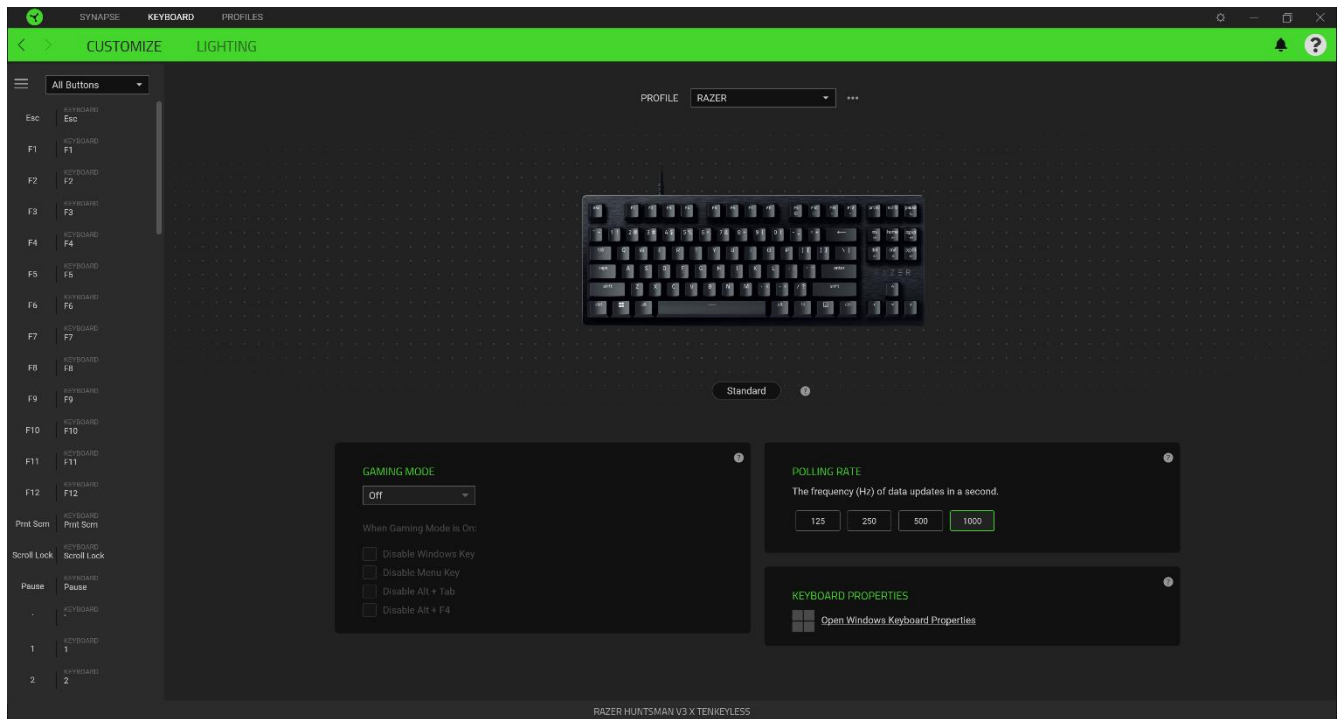 SYNAPSE KEYBOARD PROFILES
CUSTOMIZE LIGHTING
All Buttons
PROFILE RAZER
KEYBOARD
Esc Esc
KEYBOARD
F1 F1
KEYBOARD
F2 F2
KEYBOARD
F3 F3
KEYBOARD
F4 F4
KEYBOARD
F5 F5
KEYBOARD
F6 F6
KEYBOARD
F7 F7
KEYBOARD
F8 F8
KEYBOARD
F9 F9
KEYBOARD
F10 F10
KEYBOARD
F11 F11
KEYBOARD
F12 F12
KEYBOARD
Prnt Scrn Prnt Scrn
KEYBOARD
Scroll Lock Scroll Lock
KEYBOARD
Pause Pause
KEYBOARD
` `
KEYBOARD
1 1
KEYBOARD
2 2
Standard
GAMING MODE
Off
When Gaming Mode is On:
Disable Windows Key
Disable Menu Key
Disable Alt + Tab
Disable Alt + F4
POLLING RATE
The frequency (Hz) of data updates in a second.
125 250 500 1000
KEYBOARD PROPERTIES
Open Windows Keyboard Properties
RAZER HUNTSMAN V3 X TENKEYLESS